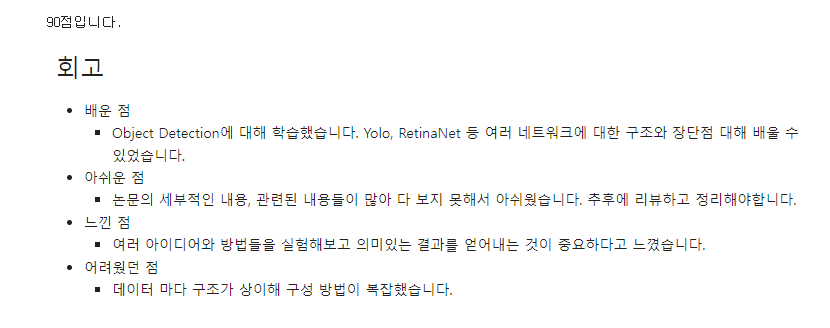 90점입니다.
회고
배운 점
Object Detection에 대해 학습했습니다. Yolo, RetinaNet 등 여러 네트워크에 대한 구조와 장단점 대해 배울 수
있었습니다.
아쉬운 점
논문의 세부적인 내용, 관련된 내용들이 많아 다 보지 못해서 아쉬웠습니다. 추후에 리뷰하고 정리해야합니다.
느낀 점
여러 아이디어와 방법들을 실험해보고 의미있는 결과를 얻어내는 것이 중요하다고 느꼈습니다.
어려웠던 점
데이터 마다 구조가 상이해 구성 방법이 복잡했습니다.